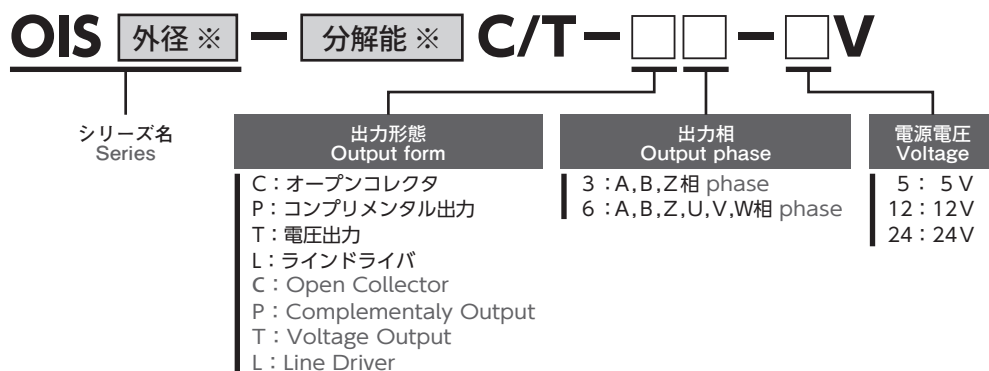 OIS 外径 ※ － 分解能 ※ C/T－□□－□V
シリーズ名
Series
出力形態
Output form
C：オープンコレクタ
P：コンプリメンタル出力
T：電圧出力
L：ラインドライバ
C：Open Collector
P：Complementaly Output
T：Voltage Output
L：Line Driver
出力相
Output phase
3：A,B,Z相 phase
6：A,B,Z,U,V,W相 phase
電源電圧
Voltage
5： 5V
12：12V
24：24V